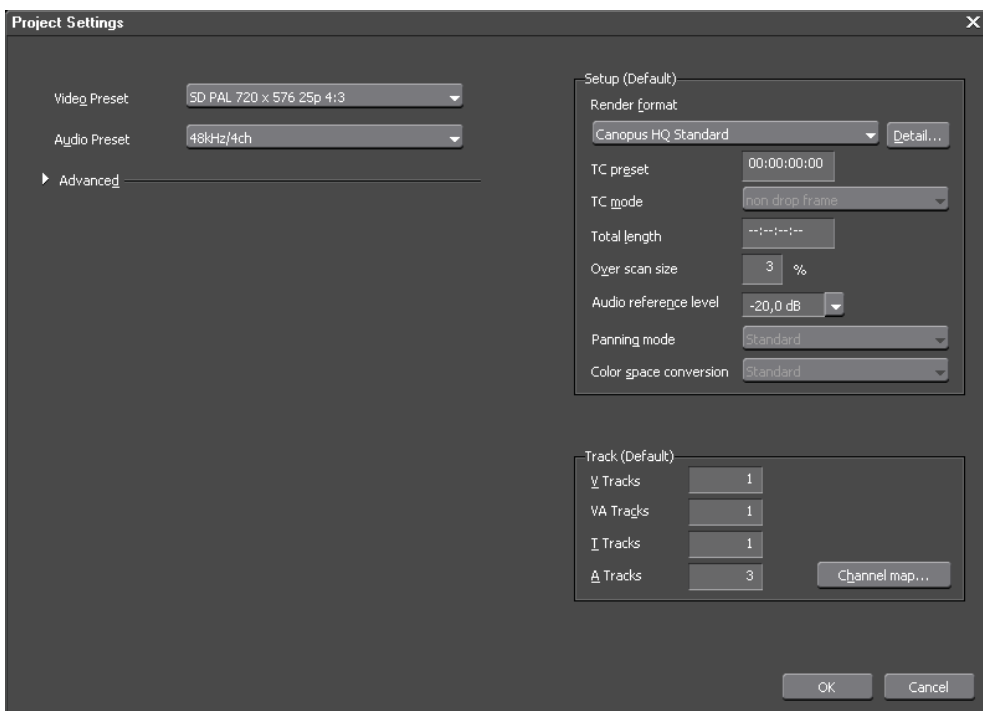 Project Settings
Video Preset SD PAL 720 x 576 25p 4:3
Audio Preset 48kHz/4ch
Advanced
Setup (Default)
Render format
Canopus HQ Standard Detail...
TC preset 00:00:00:00
TC mode non drop frame
Total length --:--:--:--
Over scan size 3 %
Audio reference level -20,0 dB
Panning mode Standard
Color space conversion Standard
Track (Default)
V Tracks 1
VA Tracks 1
T Tracks 1
A Tracks 3 Channel map...
OK Cancel